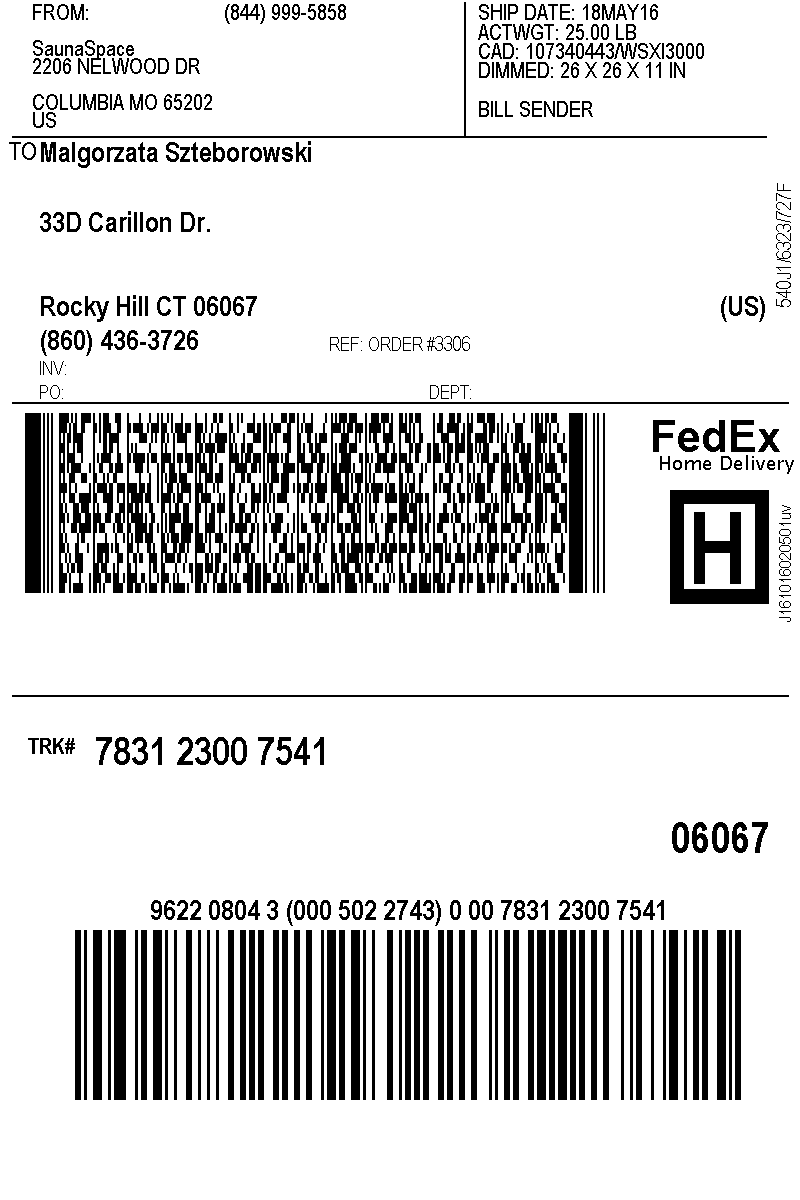 FROM: (844) 999-5858
SaunaSpace
2206 NELWOOD DR
COLUMBIA MO 65202
US
SHIP DATE: 18MAY16
ACTWGT: 25.00 LB
CAD: 107340443/WSXI3000
DIMMED: 26 X 26 X 11 IN
BILL SENDER
TO Malgorzata Szteborowski
33D Carillon Dr.
Rocky Hill CT 06067 (US)
(860) 436-3726 REF: ORDER #3306
INV:
PO: DEPT:
540J1/6323/727F
FedEx
Home Delivery
H
J161016020501uv
TRK# 7831 2300 7541
06067
9622 0804 3 (000 502 2743) 0 00 7831 2300 7541